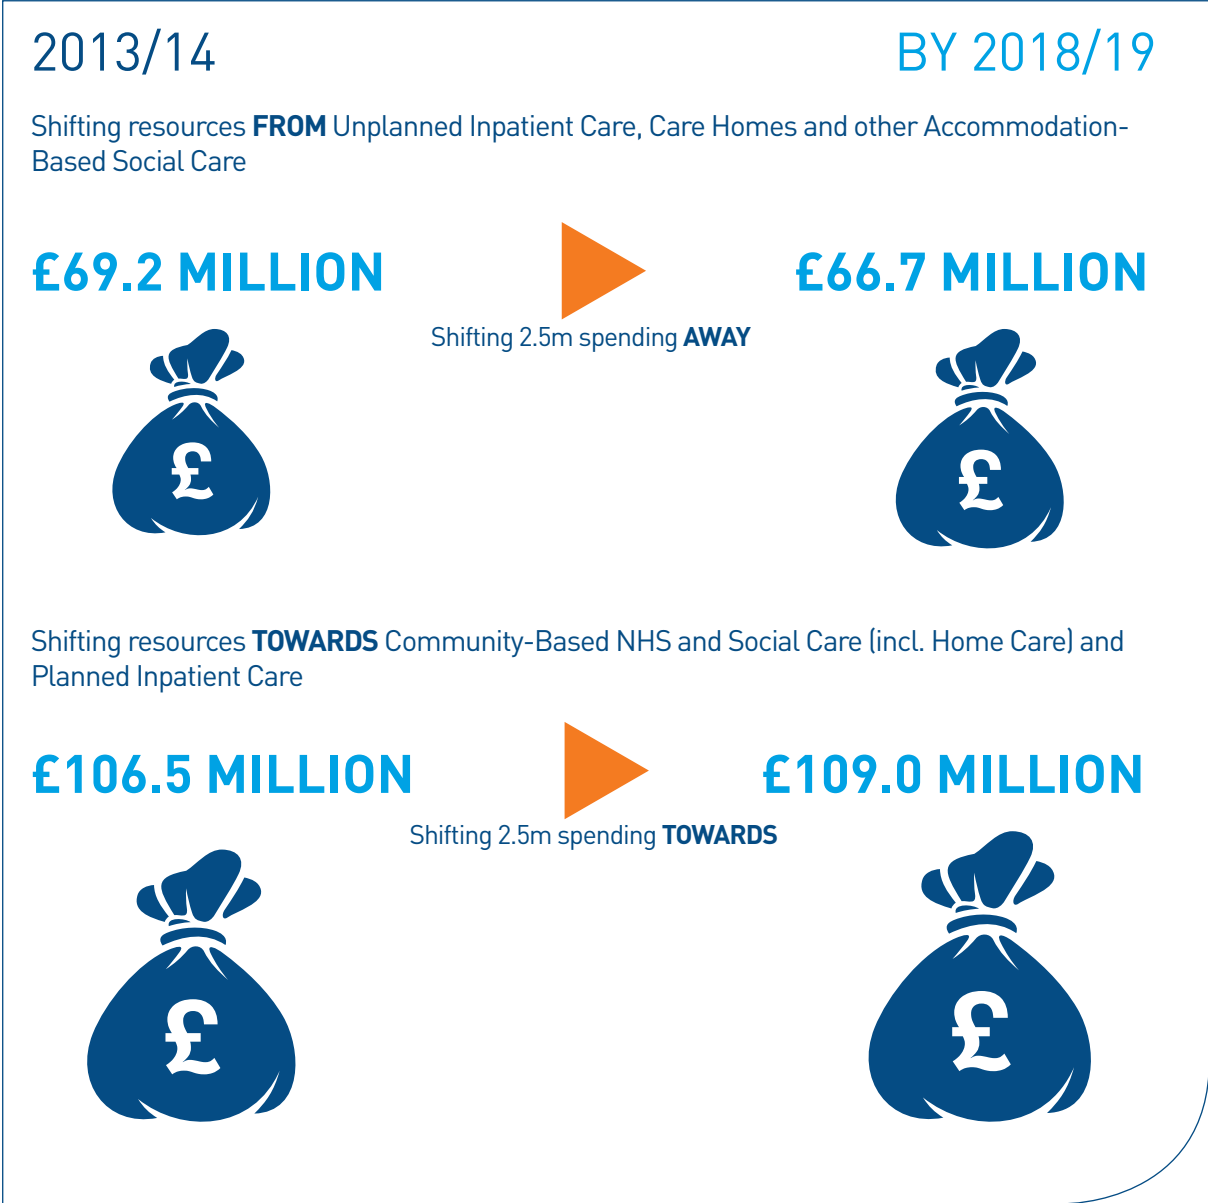 2013/14
BY 2018/19
Shifting resources FROM Unplanned Inpatient Care, Care Homes and other Accommodation-
Based Social Care
£69.2 MILLION
£66.7 MILLION
Shifting 2.5m spending AWAY
£
£
Shifting resources TOWARDS Community-Based NHS and Social Care (incl. Home Care) and
Planned Inpatient Care
£106.5 MILLION
£109.0 MILLION
Shifting 2.5m spending TOWARDS
£
£